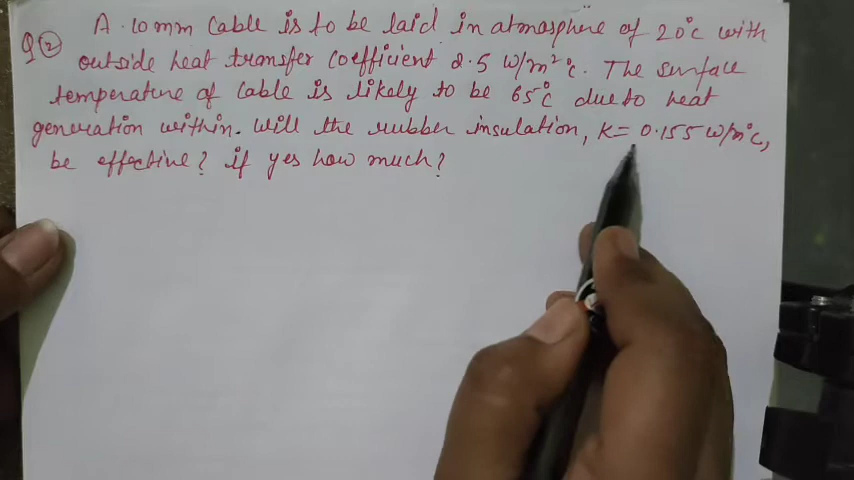 Q② A 10 mm cable is to be laid in atmosphere of 20°c with
outside heat transfer coefficient 8.5 W/m²°c. The surface
temperature of cable is likely to be 65°c due to heat
generation within. Will the rubber insulation, K= 0.155 W/m°c,
be effective? if yes how much?